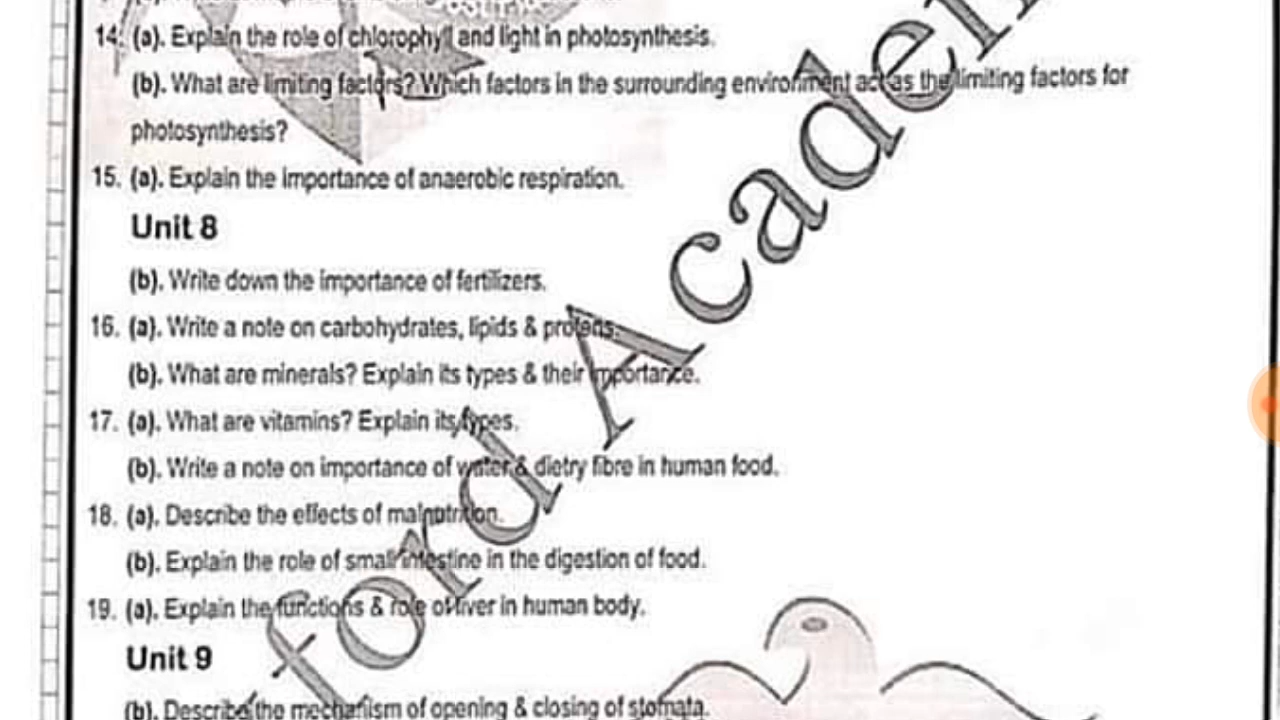 14. (a). Explain the role of chlorophyll and light in photosynthesis.
(b). What are limiting factors? Which factors in the surrounding environment act as the limiting factors for
photosynthesis?
15. (a). Explain the importance of anaerobic respiration.
Unit 8
(b). Write down the importance of fertilizers.
16. (a). Write a note on carbohydrates, lipids & proteins.
(b). What are minerals? Explain its types & their importance.
17. (a). What are vitamins? Explain its types.
(b). Write a note on importance of water & dietry fibre in human food.
18. (a). Describe the effects of malnutrition.
(b). Explain the role of small intestine in the digestion of food.
19. (a). Explain the functions & role of liver in human body.
Unit 9
(b). Describe the mechanism of opening & closing of stomata.
ford Academ